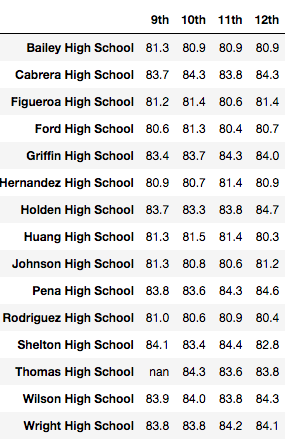 9th 10th 11th 12th
Bailey High School 81.3 80.9 80.9 80.9
Cabrera High School 83.7 84.3 83.8 84.3
Figueroa High School 81.2 81.4 80.6 81.4
Ford High School 80.6 81.3 80.4 80.7
Griffin High School 83.4 83.7 84.3 84.0
Hernandez High School 80.9 80.7 81.4 80.9
Holden High School 83.7 83.3 83.8 84.7
Huang High School 81.3 81.5 81.4 80.3
Johnson High School 81.3 80.8 80.6 81.2
Pena High School 83.8 83.6 84.3 84.6
Rodriguez High School 81.0 80.6 80.9 80.4
Shelton High School 84.1 83.4 84.4 82.8
Thomas High School nan 84.3 83.6 83.8
Wilson High School 83.9 84.0 83.8 84.3
Wright High School 83.8 83.8 84.2 84.1